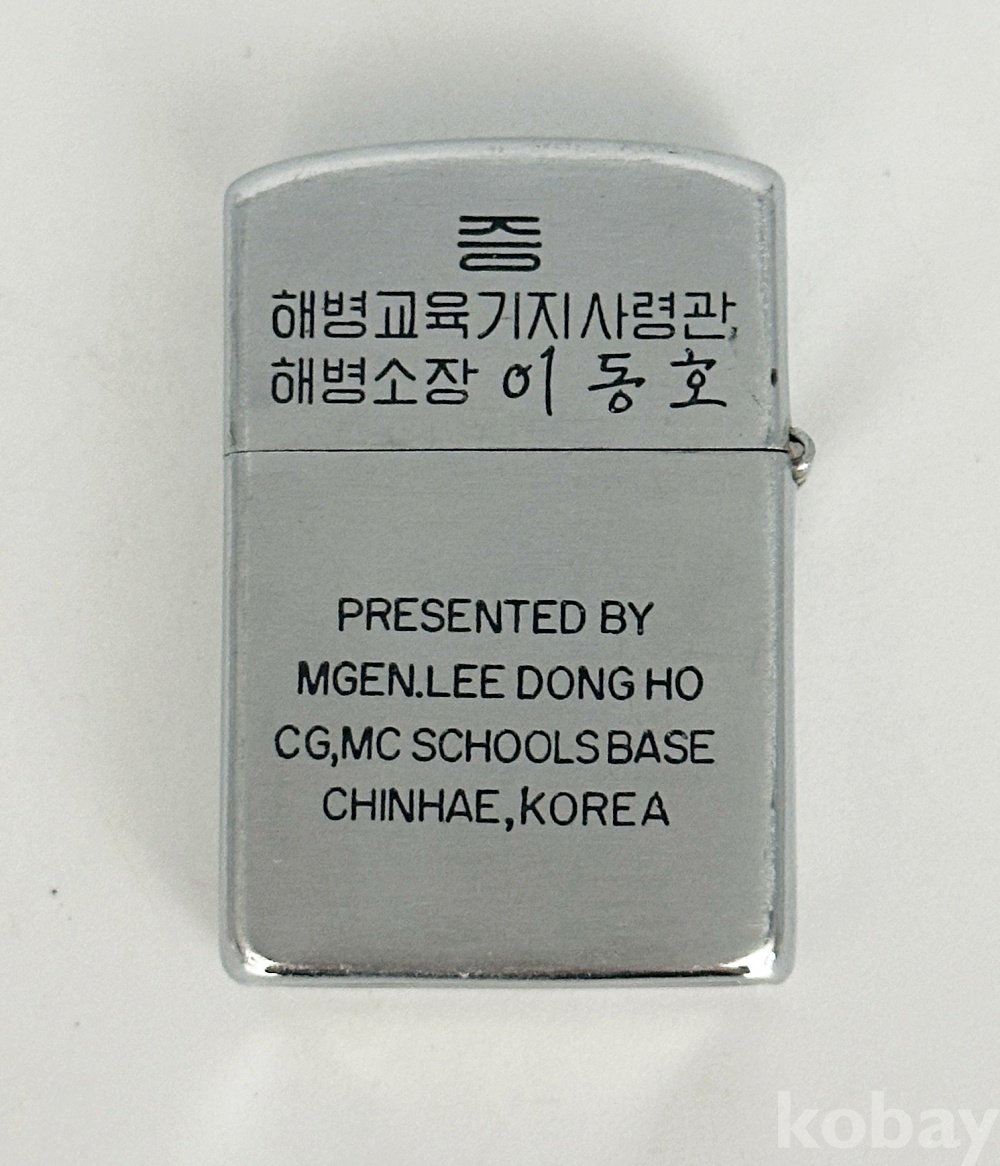 증
해병교육기지사령관,
해병소장 이동호
PRESENTED BY
MGEN.LEE DONG HO
CG,MC SCHOOLS BASE
CHINHAE,KOREA
kobay